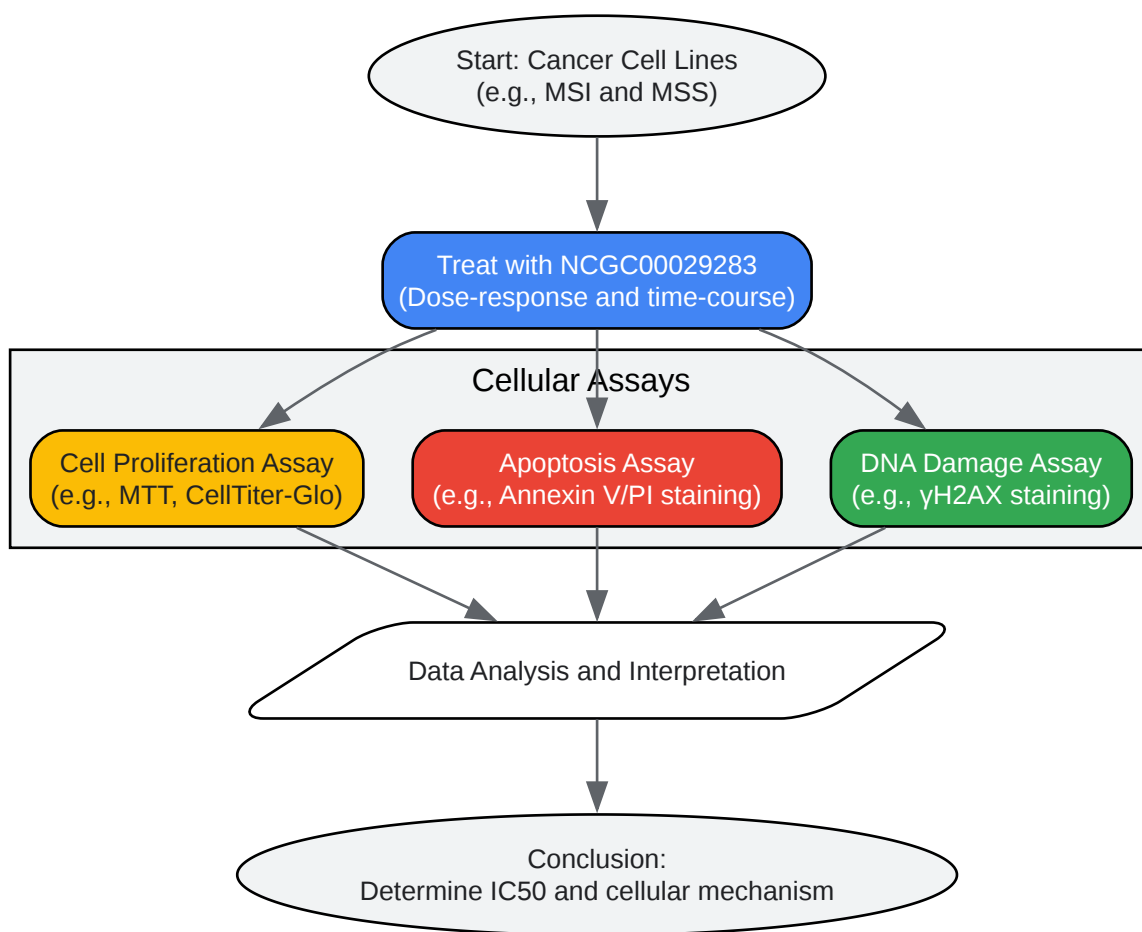 Start: Cancer Cell Lines
(e.g., MSI and MSS)
Treat with NCGC00029283
(Dose-response and time-course)
Cellular Assays
Cell Proliferation Assay
(e.g., MTT, CellTiter-Glo)
Apoptosis Assay
(e.g., Annexin V/PI staining)
DNA Damage Assay
(e.g., γH2AX staining)
Data Analysis and Interpretation
Conclusion:
Determine IC50 and cellular mechanism